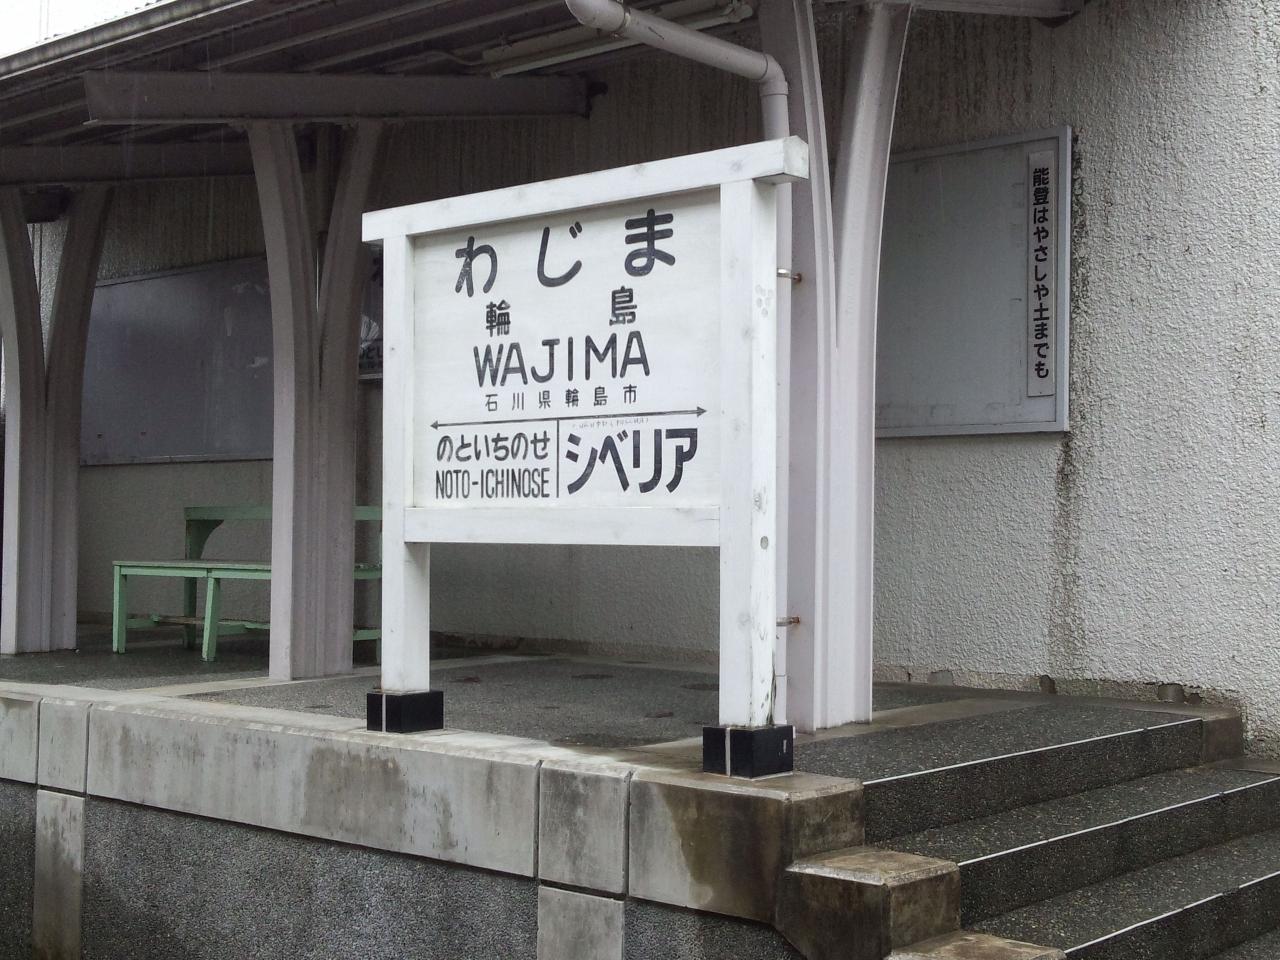 わじま
輪島
WAJIMA
石川県輪島市
のといちのせ
NOTO-ICHINOSE
シベリア
能登はやさしや土までも